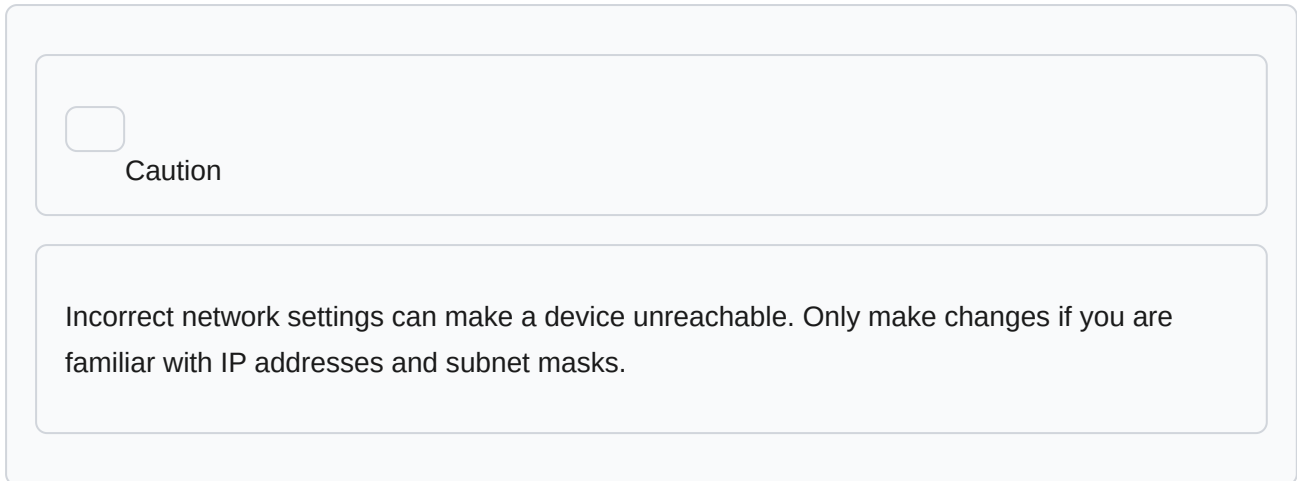 Caution
Incorrect network settings can make a device unreachable. Only make changes if you are
familiar with IP addresses and subnet masks.